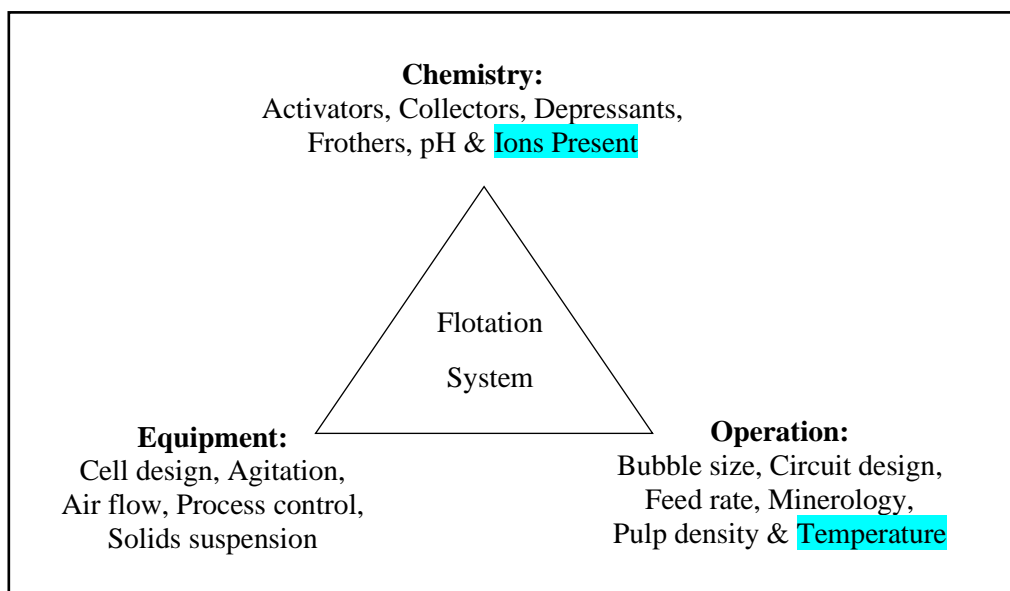 Chemistry:
Activators, Collectors, Depressants,
Frothers, pH & Ions Present
Flotation
System
Equipment:
Cell design, Agitation,
Air flow, Process control,
Solids suspension
Operation:
Bubble size, Circuit design,
Feed rate, Minerology,
Pulp density & Temperature